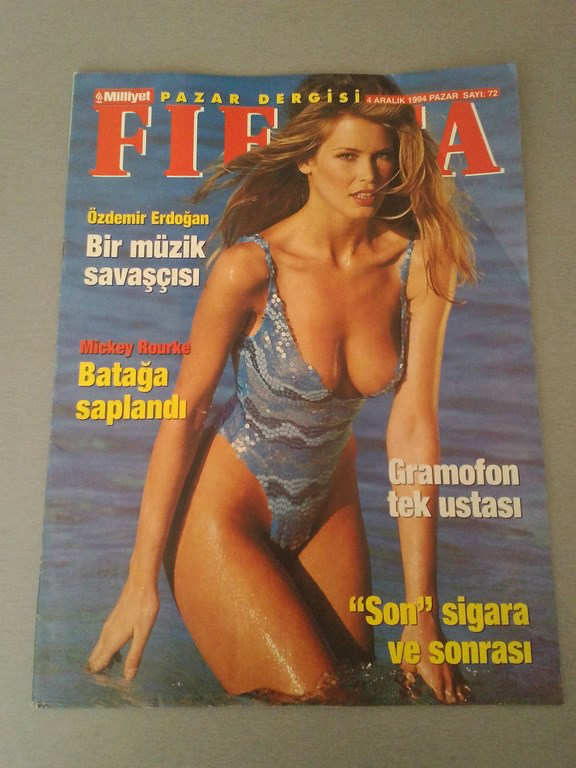 Milliyet PAZAR DERGİSİ 4 ARALIK 1994 PAZAR SAYI: 72
FIESTA
Özdemir Erdoğan
Bir müzik
savaşçısı
Mickey Rourke
Batağa
saplandı
Gramofon
tek ustası
“Son” sigara
ve sonrası